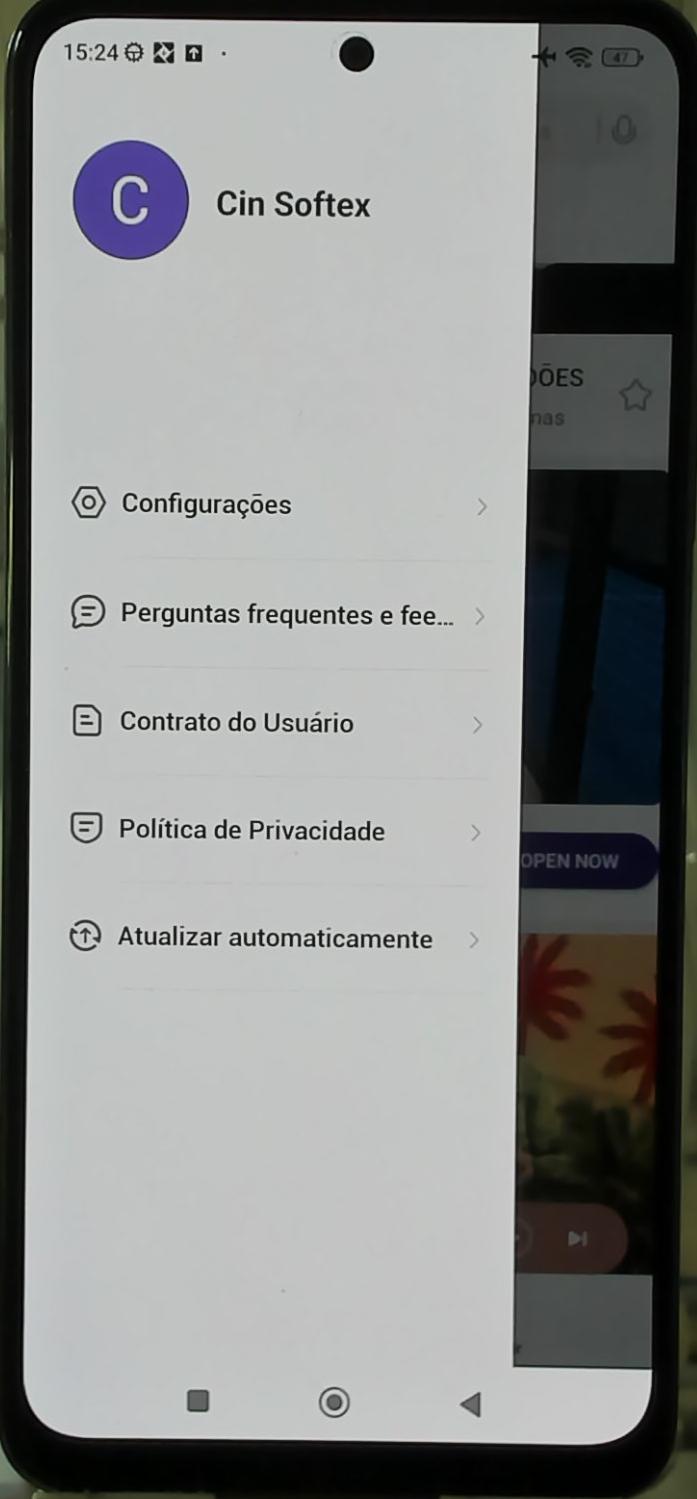 15:24
47
C
Cin Softex
ÕES
nas
Configurações
Perguntas frequentes e fee...
Contrato do Usuário
Política de Privacidade
OPEN NOW
Atualizar automaticamente